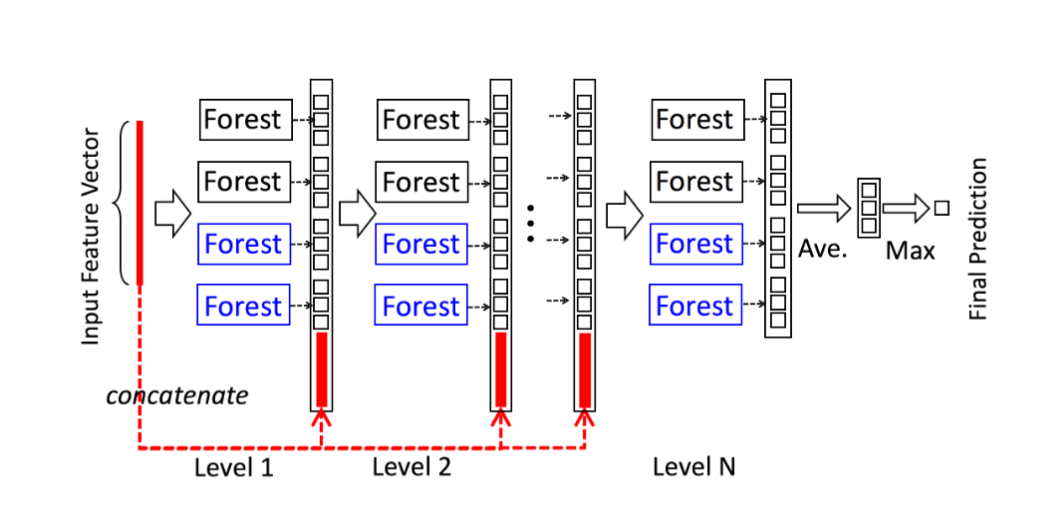 Input Feature Vector
Forest
Forest
Forest
Forest
Forest
Forest
Forest
Forest
Forest
Forest
Forest
Forest
Ave.
Max
Final Prediction
concatenate
Level 1
Level 2
Level N